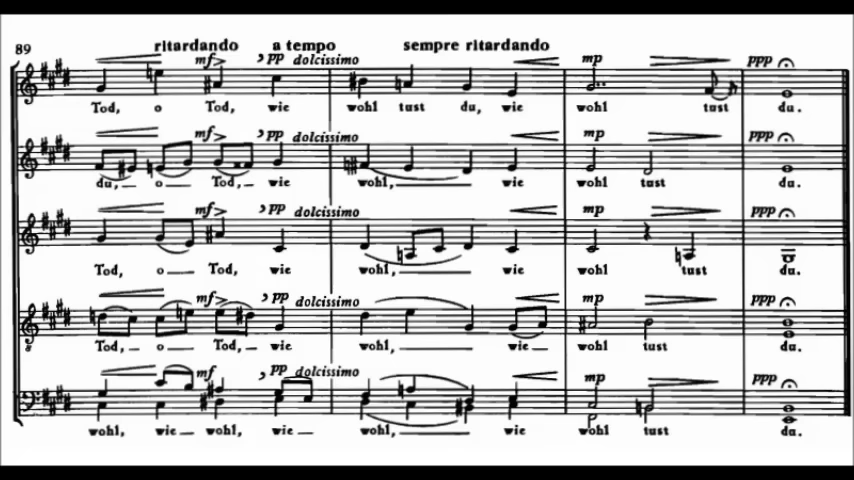 89 ritardando a tempo sempre ritardando
mf pp dolcissimo mp ppp
Tod, o Tod, wie wohl tust du, wie wohl tust du.
mf pp dolcissimo mp ppp
du, o Tod, wie wohl, wie wohl tust du.
mf pp dolcissimo mp ppp
Tod, o Tod, wie wohl, wie wohl tust du.
mf pp dolcissimo mp ppp
8
Tod, o Tod, wie wohl, wie wohl tust du.
mf pp dolcissimo mp ppp
wohl, wie wohl, wie wohl, wie wohl tust du.